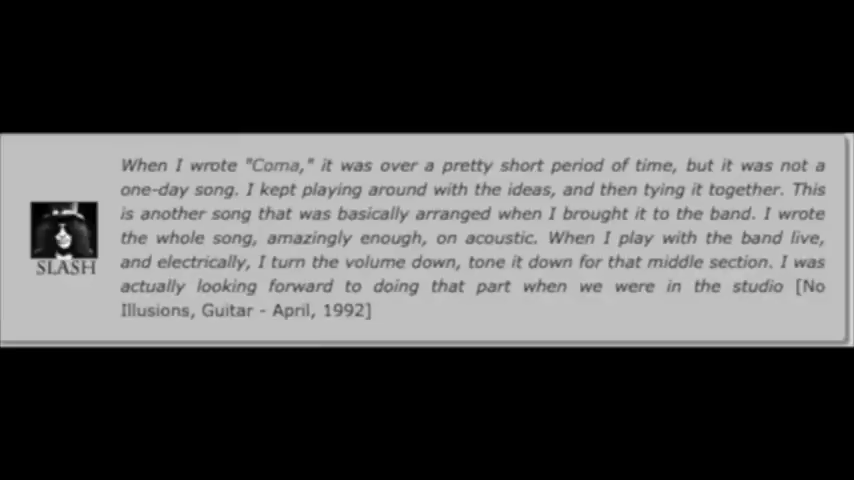 When I wrote "Coma," it was over a pretty short period of time, but it was not a
one-day song. I kept playing around with the ideas, and then tying it together. This
is another song that was basically arranged when I brought it to the band. I wrote
the whole song, amazingly enough, on acoustic. When I play with the band live,
and electrically, I turn the volume down, tone it down for that middle section. I was
actually looking forward to doing that part when we were in the studio [No
Illusions, Guitar - April, 1992]
SLASH